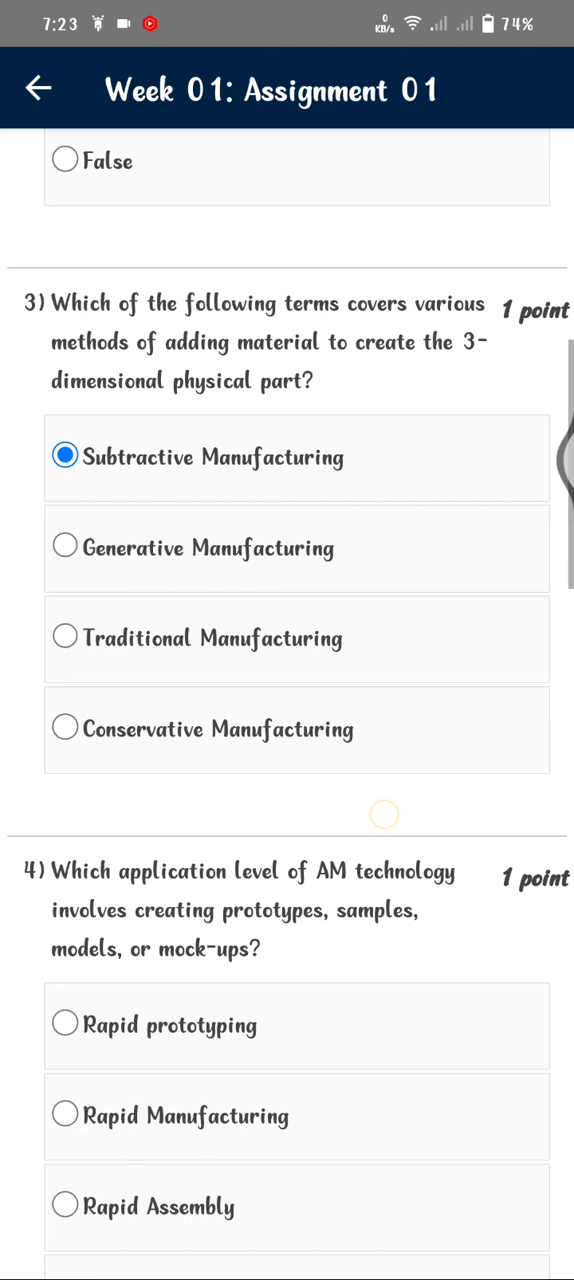 7:23
0
KB/s
74%
Week 01: Assignment 01
False
3) Which of the following terms covers various 1 point
methods of adding material to create the 3-
dimensional physical part?
Subtractive Manufacturing
Generative Manufacturing
Traditional Manufacturing
Conservative Manufacturing
4) Which application level of AM technology 1 point
involves creating prototypes, samples,
models, or mock-ups?
Rapid prototyping
Rapid Manufacturing
Rapid Assembly